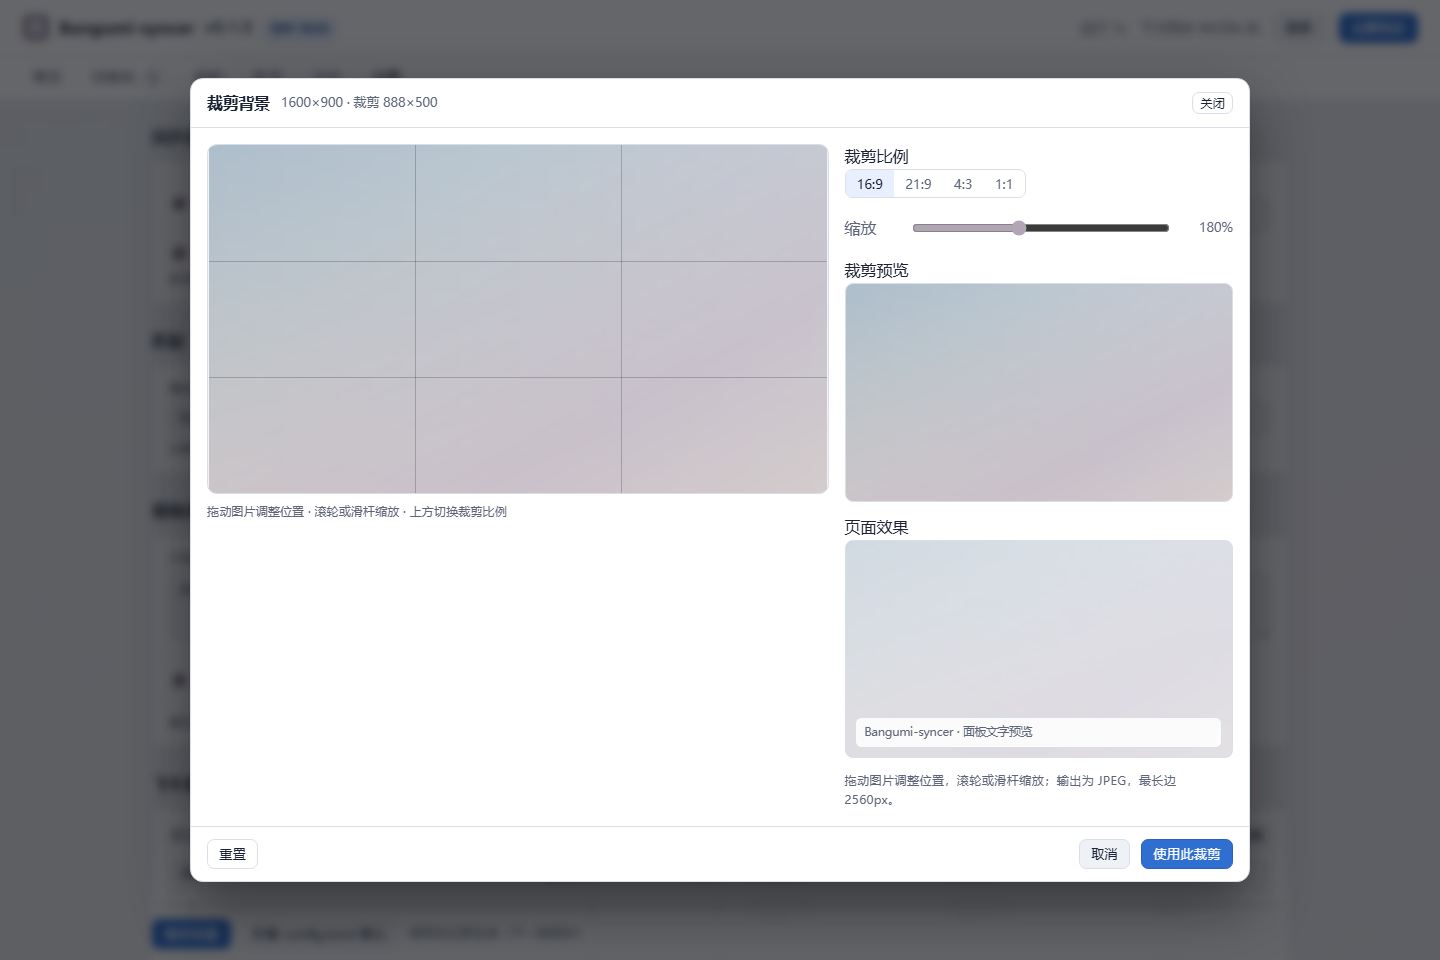 裁剪背景 1600×900 · 裁剪 888×500
关闭
裁剪比例
16:9 21:9 4:3 1:1
缩放 180%
裁剪预览
拖动图片调整位置 · 滚轮或滑杆缩放 · 上方切换裁剪比例
页面效果
Bangumi-syncer · 面板文字预览
拖动图片调整位置，滚轮或滑杆缩放；输出为 JPEG，最长边
2560px。
重置
取消
使用此裁剪